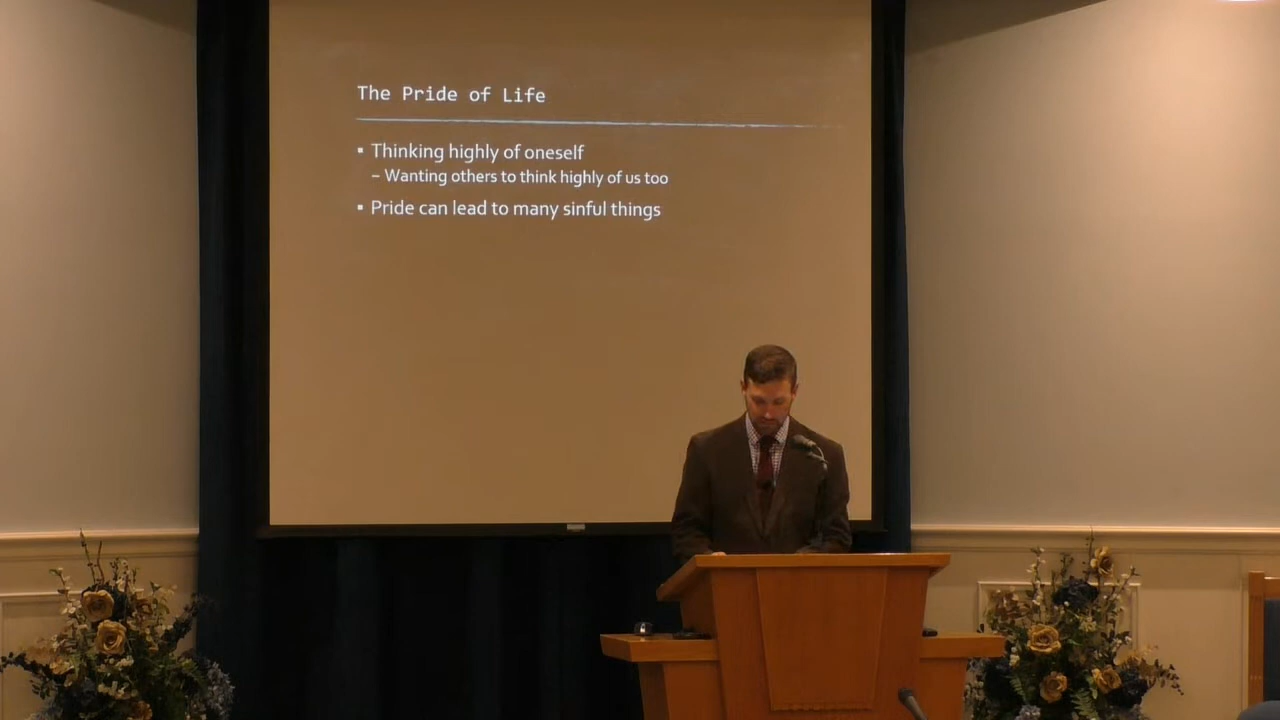 The Pride of Life
▪ Thinking highly of oneself
– Wanting others to think highly of us too
▪ Pride can lead to many sinful things